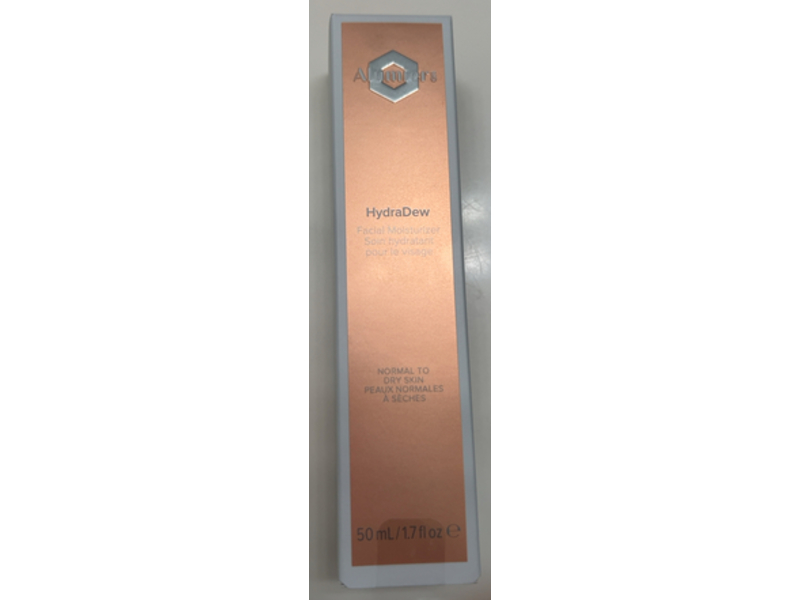 HydraDew
Facial Moisturizer
Soin hydratant
pour le visage
NORMAL TO
DRY SKIN
PEAUX NORMALES
À SÈCHES
50 mL / 1.7 fl oz ℮